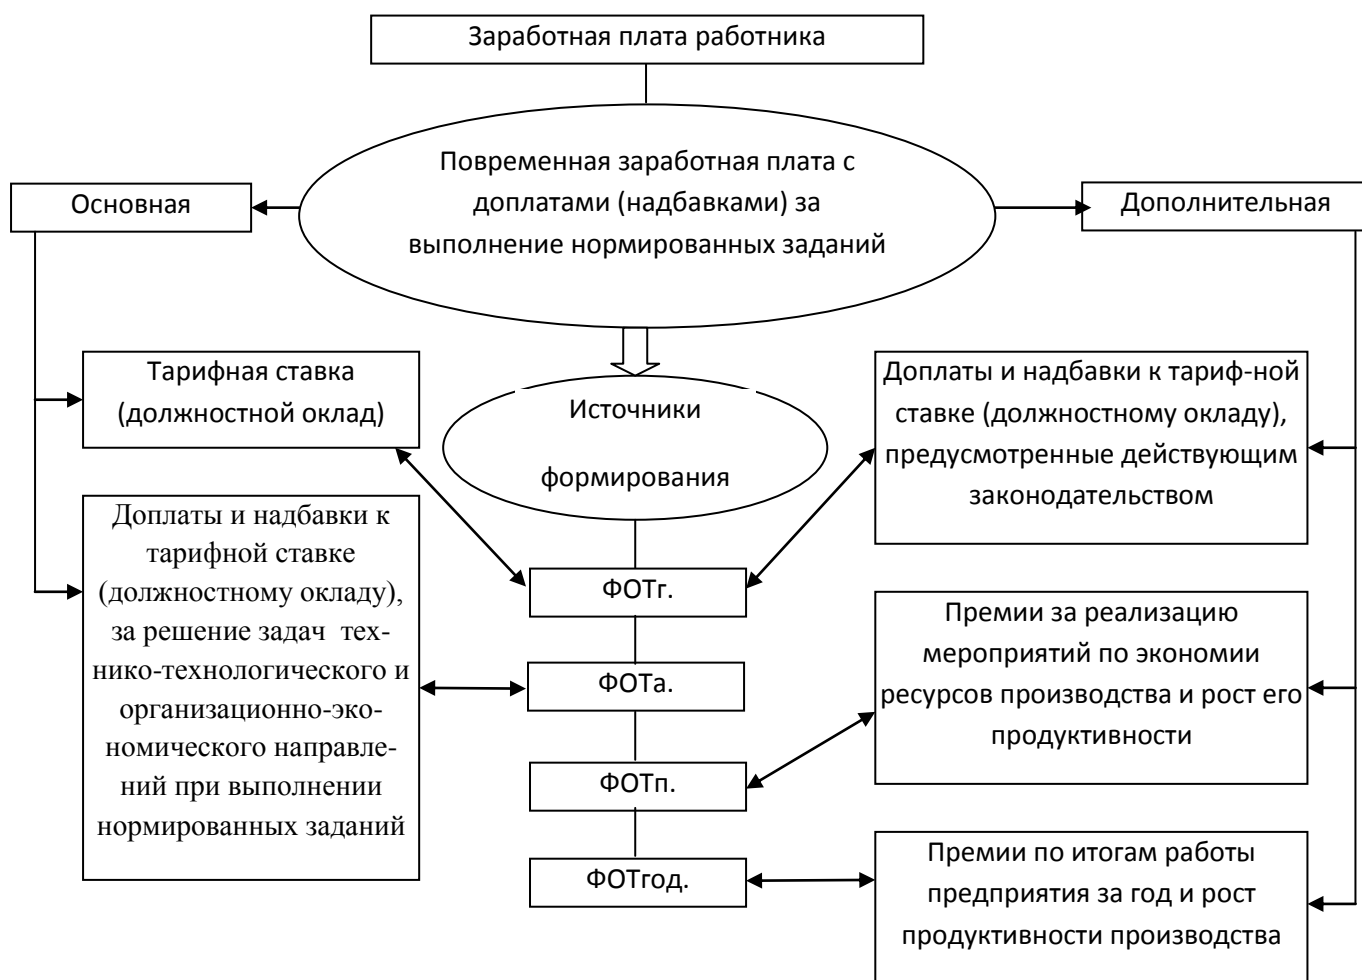 Заработная плата работника
Повременная заработная плата с
доплатами (надбавками) за
выполнение нормированных заданий
Основная
Дополнительная
Тарифная ставка
(должностной оклад)
Источники
формирования
Доплаты и надбавки к тариф-ной
ставке (должностному окладу),
предусмотренные действующим
законодательством
Доплаты и надбавки к
тарифной ставке
(должностному окладу),
за решение задач тех-
нико-технологического и
организационно-эко-
номического направле-
ний при выполнении
нормированных заданий
ФОТг.
ФОТа.
ФОТп.
ФОТгод.
Премии за реализацию
мероприятий по экономии
ресурсов производства и рост его
продуктивности
Премии по итогам работы
предприятия за год и рост
продуктивности производства